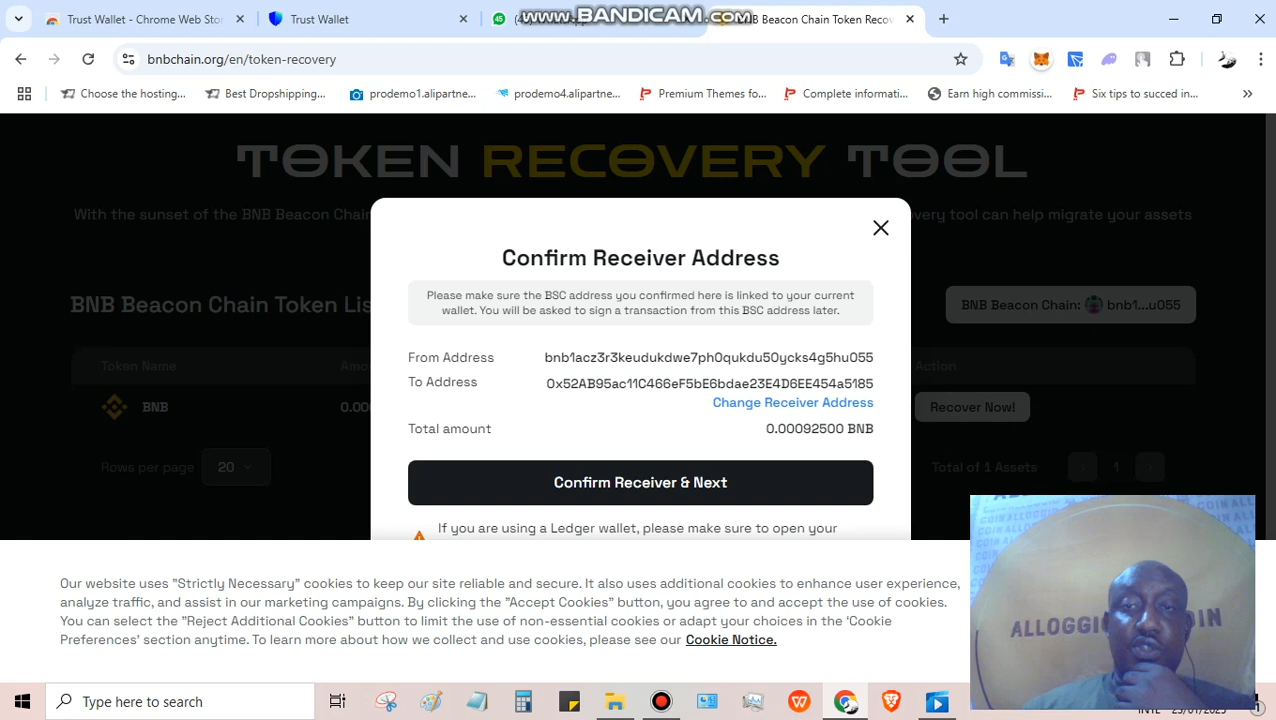 Trust Wallet - Chrome Web Sto
Trust Wallet
www.BANDICAM.com
BNB Beacon Chain Token Reco
bnbchain.org/en/token-recovery
Choose the hosting...
Best Dropshipping...
prodemo1.alipartne...
prodemo4.alipartne...
Premium Themes fo...
Complete informati...
Earn high commissi...
Six tips to succed in...
TOKEN RECOVERY TOOL
With the sunset of the BNB Beacon Chai
very tool can help migrate your assets
Confirm Receiver Address
Please make sure the BSC address you confirmed here is linked to your current
wallet. You will be asked to sign a transaction from this BSC address later.
BNB Beacon Chain Token Lis
BNB Beacon Chain: bnb1...u055
From Address bnb1acz3r3keudukdwe7ph0qukdu50ycks4g5hu055
Token Name
Amo
Action
To Address 0x52AB95ac11C466eF5bE6bdae23E4D6EE454a5185
Change Receiver Address
BNB
0.00
Recover Now!
Total amount 0.00092500 BNB
Rows per page 20
Total of 1 Assets
1
Confirm Receiver & Next
If you are using a Ledger wallet, please make sure to open your
Our website uses "Strictly Necessary" cookies to keep our site reliable and secure. It also uses additional cookies to enhance user experience,
analyze traffic, and assist in our marketing campaigns. By clicking the "Accept Cookies" button, you agree to and accept the use of cookies.
You can select the "Reject Additional Cookies" button to limit the use of non-essential cookies or adapt your choices in the 'Cookie
Preferences' section anytime. To learn more about how we collect and use cookies, please see our Cookie Notice.
Type here to search